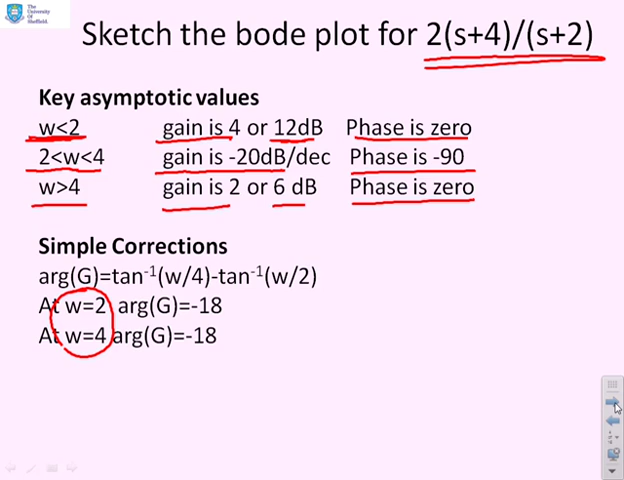 The
University
Of
Sheffield.
Sketch the bode plot for 2(s+4)/(s+2)
Key asymptotic values
w<2 gain is 4 or 12dB Phase is zero
2<w<4 gain is -20dB/dec Phase is -90
w>4 gain is 2 or 6 dB Phase is zero
Simple Corrections
arg(G)=tan⁻¹(w/4)-tan⁻¹(w/2)
At w=2 arg(G)=-18
At w=4 arg(G)=-18